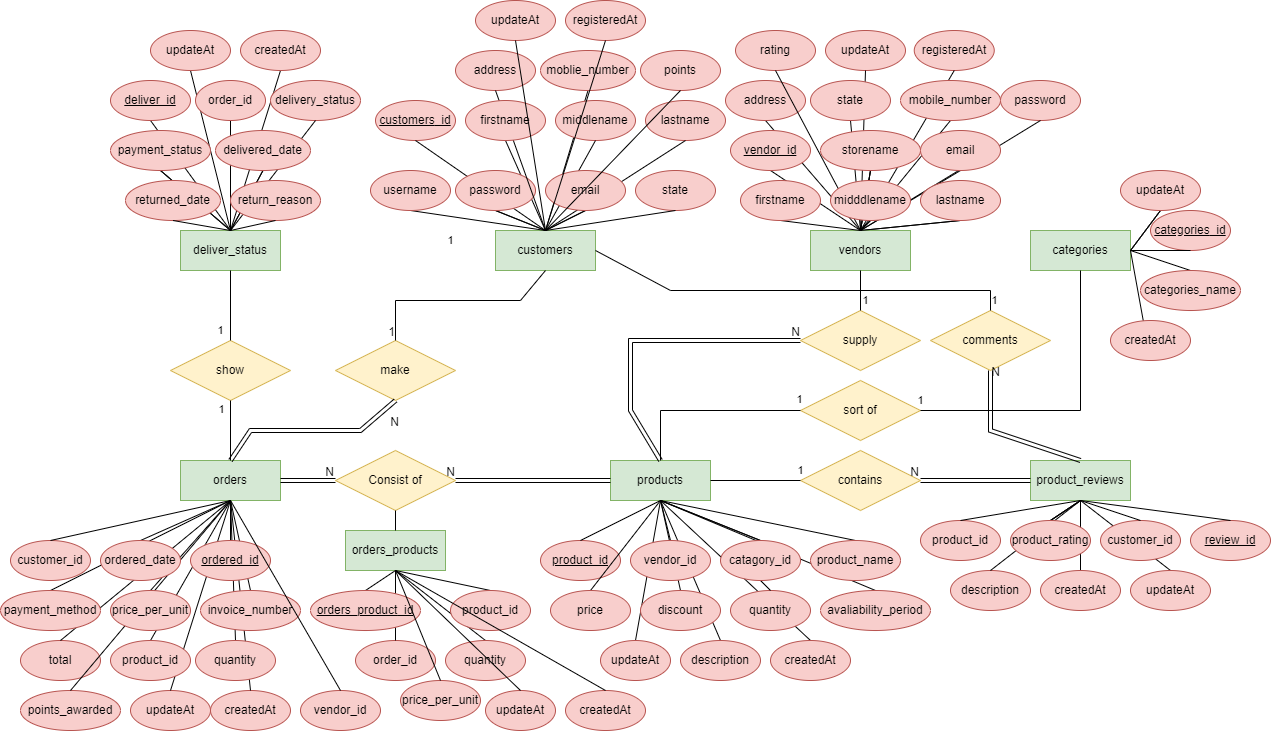 updateAt
registeredAt
updateAt
createdAt
rating
updateAt
registeredAt
address
moblie_number
points
deliver_id
order_id
delivery_status
address
state
mobile_number
password
customers_id
firstname
middlename
lastname
payment_status
delivered_date
vendor_id
storename
email
username
password
email
state
updateAt
returned_date
return_reason
firstname
midddlename
lastname
categories_id
1
deliver_status
customers
vendors
categories
categories_name
1
1
1
1
N
show
make
supply
comments
createdAt
N
1
1
1
sort of
N
N
N
1
N
orders
Consist of
products
contains
product_reviews
customer_id
ordered_date
ordered_id
orders_products
product_id
vendor_id
catagory_id
product_name
product_id
product_rating
customer_id
review_id
payment_method
price_per_unit
invoice_number
orders_product_id
product_id
price
discount
quantity
avaliability_period
description
createdAt
updateAt
total
product_id
quantity
order_id
quantity
updateAt
description
createdAt
points_awarded
updateAt
createdAt
vendor_id
price_per_unit
updateAt
createdAt